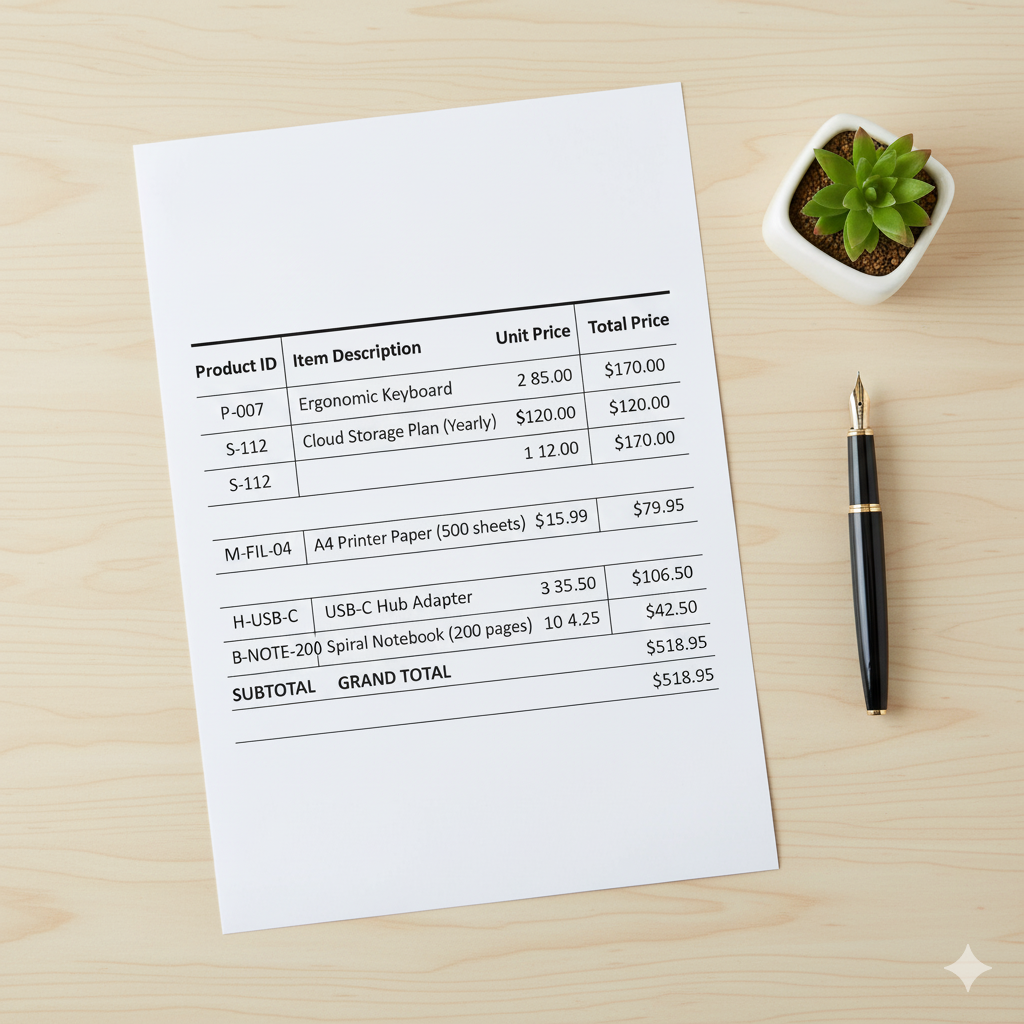 Product ID Item Description Unit Price Total Price
P-007 Ergonomic Keyboard 2 85.00 $170.00
S-112 Cloud Storage Plan (Yearly) $120.00 $120.00
S-112 1 12.00 $170.00
M-FIL-04 A4 Printer Paper (500 sheets) $15.99 $79.95
H-USB-C USB-C Hub Adapter 3 35.50 $106.50
B-NOTE-200 Spiral Notebook (200 pages) 10 4.25 $42.50
SUBTOTAL GRAND TOTAL $518.95
$518.95